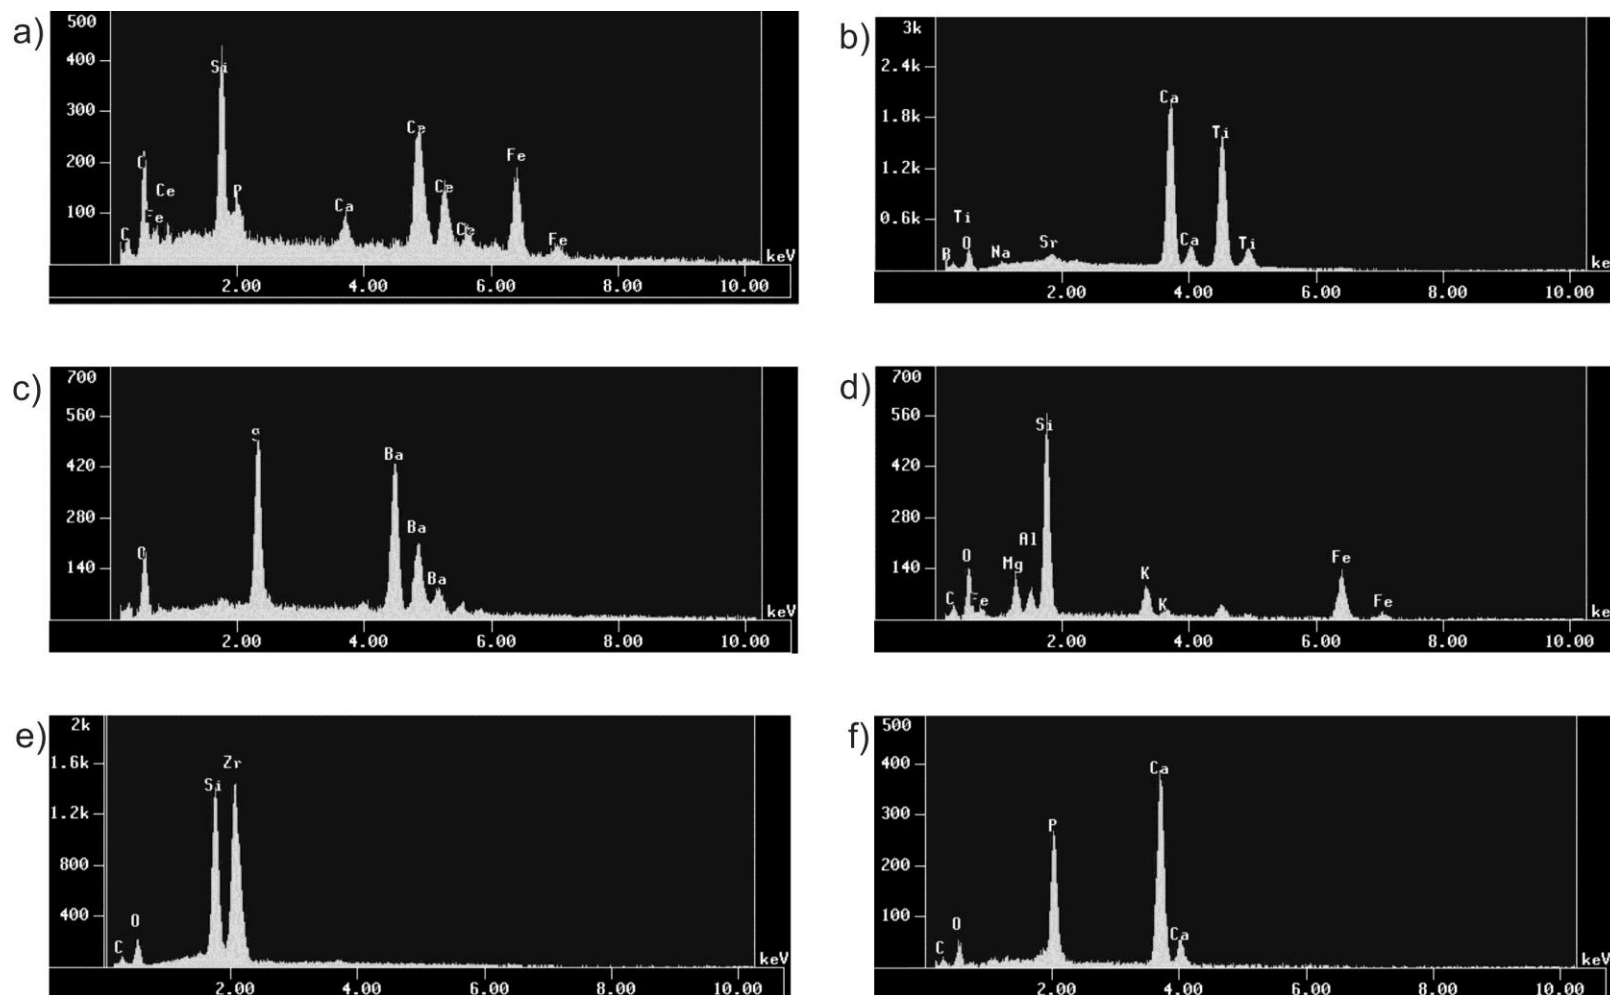 a)
500
400
300
200
100
Si
C
Ce
Fe
C
P
Ca
Ce
Ce
Ce
Fe
Fe
keV
2.00 4.00 6.00 8.00 10.00
b)
3k
2.4k
1.8k
1.2k
0.6k
Ti
O
Na
Sr
Ca
Ca
Ti
Ti
ke
2.00 4.00 6.00 8.00 10.00
c)
700
560
420
280
140
O
S
Ba
Ba
Ba
keV
2.00 4.00 6.00 8.00
d)
700
560
420
280
140
C
O
Fe
Mg
Al
Si
K
K
Fe
Fe
ke
2.00 4.00 6.00 8.00 10.00
e)
2k
1.6k
1.2k
800
400
C
O
Si
Zr
keV
2.00 4.00 6.00 8.00 10.00
f)
500
400
300
200
100
C
O
P
Ca
Ca
keV
2.00 4.00 6.00 8.00 10.00